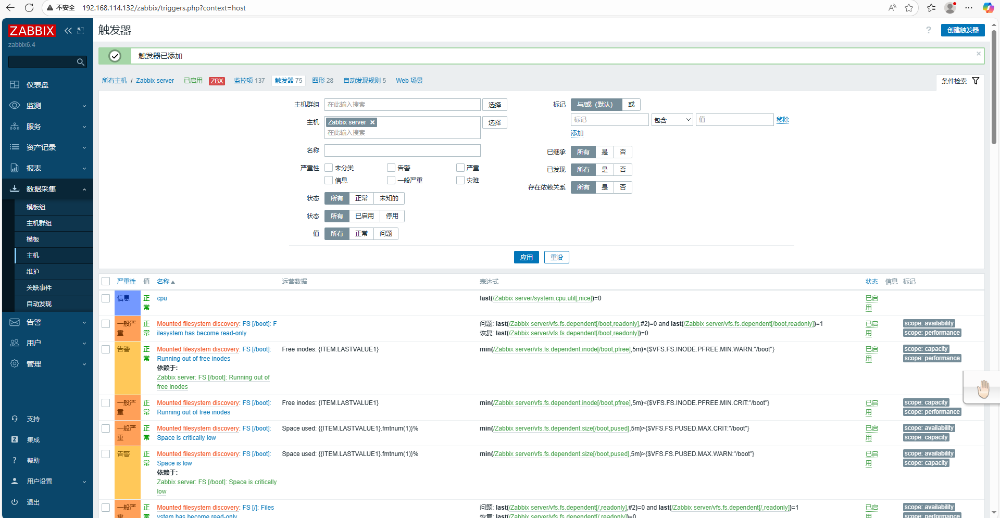 不安全 192.168.114.132/zabbix/triggers.php?context=host
ZABBIX
zabbix6.4
仪表盘
监测
服务
资产记录
报表
数据采集
模板组
主机群组
模板
主机
维护
关联事件
自动发现
告警
用户
管理
支持
集成
帮助
用户设置
退出
触发器
? 创建触发器
触发器已添加
所有主机 / Zabbix server 已启用 ZBX 监控项 137 触发器 75 图形 28 自动发现规则 5 Web 场景
条件检索
主机群组 在此输入搜索 选择
主机 Zabbix server 选择
在此输入搜索
名称
严重性 未分类 告警 严重
信息 一般严重 灾难
状态 所有 正常 未知的
状态 所有 已启用 停用
值 所有 正常 问题
标记 与/或（默认） 或
标记 包含 值 移除
添加
已继承 所有 是 否
已发现 所有 是 否
存在依赖关系 所有 是 否
应用 重设
严重性 值 名称 运营数据 表达式 状态 信息 标记
信息 正常 cpu last(/Zabbix server/system.cpu.util[,nice])=0 已启用
一般严重 正常 Mounted filesystem discovery: FS [/boot]: F 问题: last(/Zabbix server/vfs.fs.dependent[/boot,readonly],#2)=0 and last(/Zabbix server/vfs.fs.dependent[/boot,readonly])=1 已启用 scope: availability
ilesystem has become read-only 恢复: last(/Zabbix server/vfs.fs.dependent[/boot,readonly])=0 scope: performance
告警 正常 Mounted filesystem discovery: FS [/boot]: Free inodes: {ITEM.LASTVALUE1} min(/Zabbix server/vfs.fs.dependent.inode[/boot,pfree],5m)<{$VFS.FS.INODE.PFREE.MIN.WARN:"/boot"} 已启用 scope: capacity
Running out of free inodes scope: performance
依赖于:
Zabbix server: FS [/boot]: Running out of
free inodes
一般严重 正常 Mounted filesystem discovery: FS [/boot]: Free inodes: {ITEM.LASTVALUE1} min(/Zabbix server/vfs.fs.dependent.inode[/boot,pfree],5m)<{$VFS.FS.INODE.PFREE.MIN.CRIT:"/boot"} 已启用 scope: capacity
Running out of free inodes scope: performance
一般严重 正常 Mounted filesystem discovery: FS [/boot]: Space used: {{ITEM.LASTVALUE1}.fmtnum(1)}% min(/Zabbix server/vfs.fs.dependent.size[/boot,pused],5m)>{$VFS.FS.PUSED.MAX.CRIT:"/boot"} 已启用 scope: availability
Space is critically low scope: capacity
告警 正常 Mounted filesystem discovery: FS [/boot]: Space used: {{ITEM.LASTVALUE1}.fmtnum(1)}% min(/Zabbix server/vfs.fs.dependent.size[/boot,pused],5m)>{$VFS.FS.PUSED.MAX.WARN:"/boot"} 已启用 scope: availability
Space is low scope: capacity
依赖于:
Zabbix server: FS [/boot]: Space is critically
low
一般严重 正常 Mounted filesystem discovery: FS [/]: Files 问题: last(/Zabbix server/vfs.fs.dependent[/,readonly],#2)=0 and last(/Zabbix server/vfs.fs.dependent[/,readonly])=1 已启用 scope: availability
ystem has become read-only 恢复: last(/Zabbix server/vfs.fs.dependent[/,readonly])=0 scope: performance